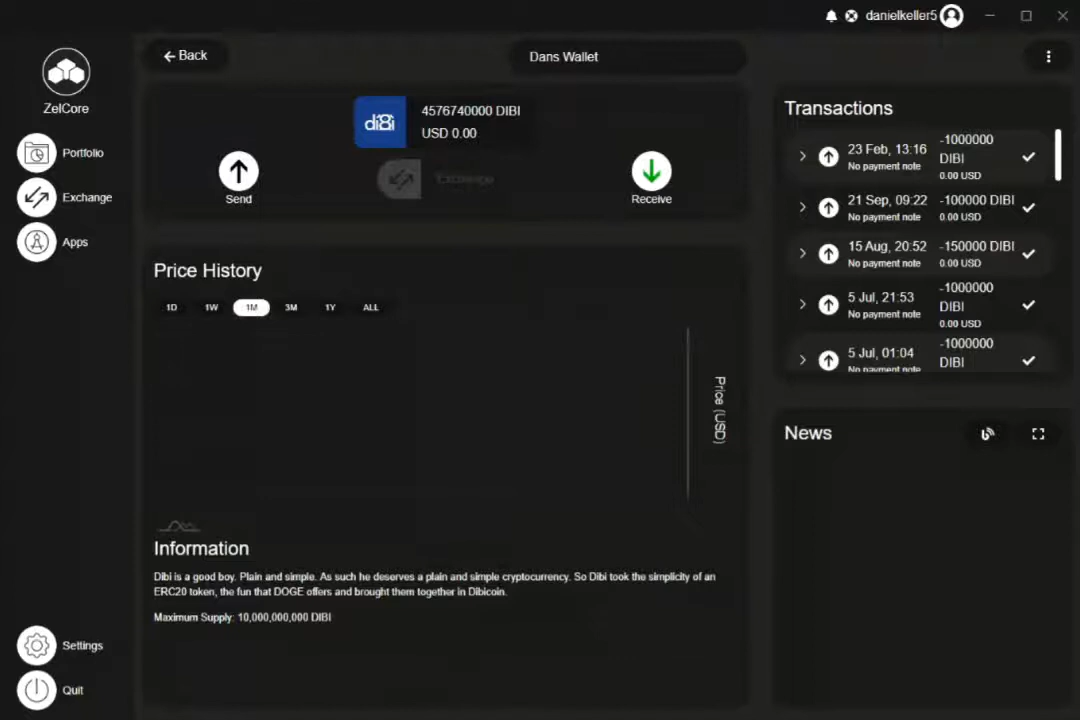 danielkeller5
ZelCore
Portfolio
Exchange
Apps
Settings
Quit
Back
Dans Wallet
dibi
4576740000 DIBI
USD 0.00
Send
Exchange
Receive
Price History
1D
1W
1M
3M
1Y
ALL
Price (USD)
Information
Dibi is a good boy. Plain and simple. As such he deserves a plain and simple cryptocurrency. So Dibi took the simplicity of an
ERC20 token, the fun that DOGE offers and brought them together in Dibicoin.
Maximum Supply: 10,000,000,000 DIBI
Transactions
23 Feb, 13:16
No payment note
-1000000
DIBI
0.00 USD
21 Sep, 09:22
No payment note
-100000 DIBI
0.00 USD
15 Aug, 20:52
No payment note
-150000 DIBI
0.00 USD
5 Jul, 21:53
No payment note
-1000000
DIBI
0.00 USD
5 Jul, 01:04
No payment note
-1000000
DIBI
News